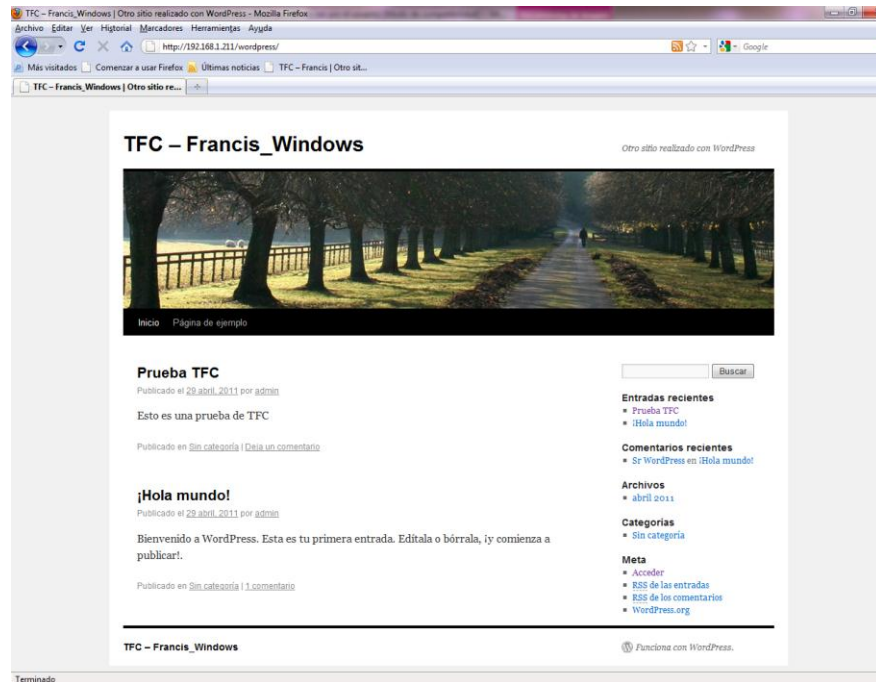 TFC – Francis_Windows | Otro sitio realizado con WordPress - Mozilla Firefox
Archivo Editar Ver Historial Marcadores Herramientas Ayuda
http://192.168.1.211/wordpress/
Google
Más visitados Comenzar a usar Firefox Últimas noticias TFC – Francis | Otro sit...
TFC – Francis_Windows | Otro sitio re...
TFC – Francis_Windows
Otro sitio realizado con WordPress
Inicio Página de ejemplo
Prueba TFC
Publicado el 29 abril, 2011 por admin
Esto es una prueba de TFC
Publicado en Sin categoría | Deja un comentario
¡Hola mundo!
Publicado el 29 abril, 2011 por admin
Bienvenido a WordPress. Esta es tu primera entrada. Edítala o bórrala, ¡y comienza a
publicar!.
Publicado en Sin categoría | 1 comentario
Buscar
Entradas recientes
Prueba TFC
¡Hola mundo!
Comentarios recientes
Sr WordPress en ¡Hola mundo!
Archivos
abril 2011
Categorías
Sin categoría
Meta
Acceder
RSS de las entradas
RSS de los comentarios
WordPress.org
TFC – Francis_Windows
Funciona con WordPress.
Terminado